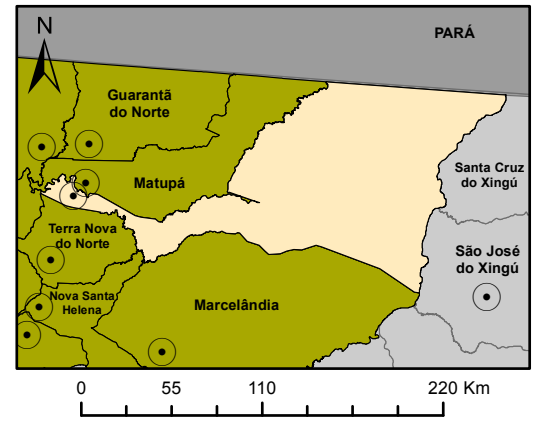 N
PARÁ
Guarantã
do Norte
Matupá
Santa Cruz
do Xingú
Terra Nova
do Norte
São José
do Xingú
Nova Santa
Helena
Marcelândia
0 55 110 220 Km